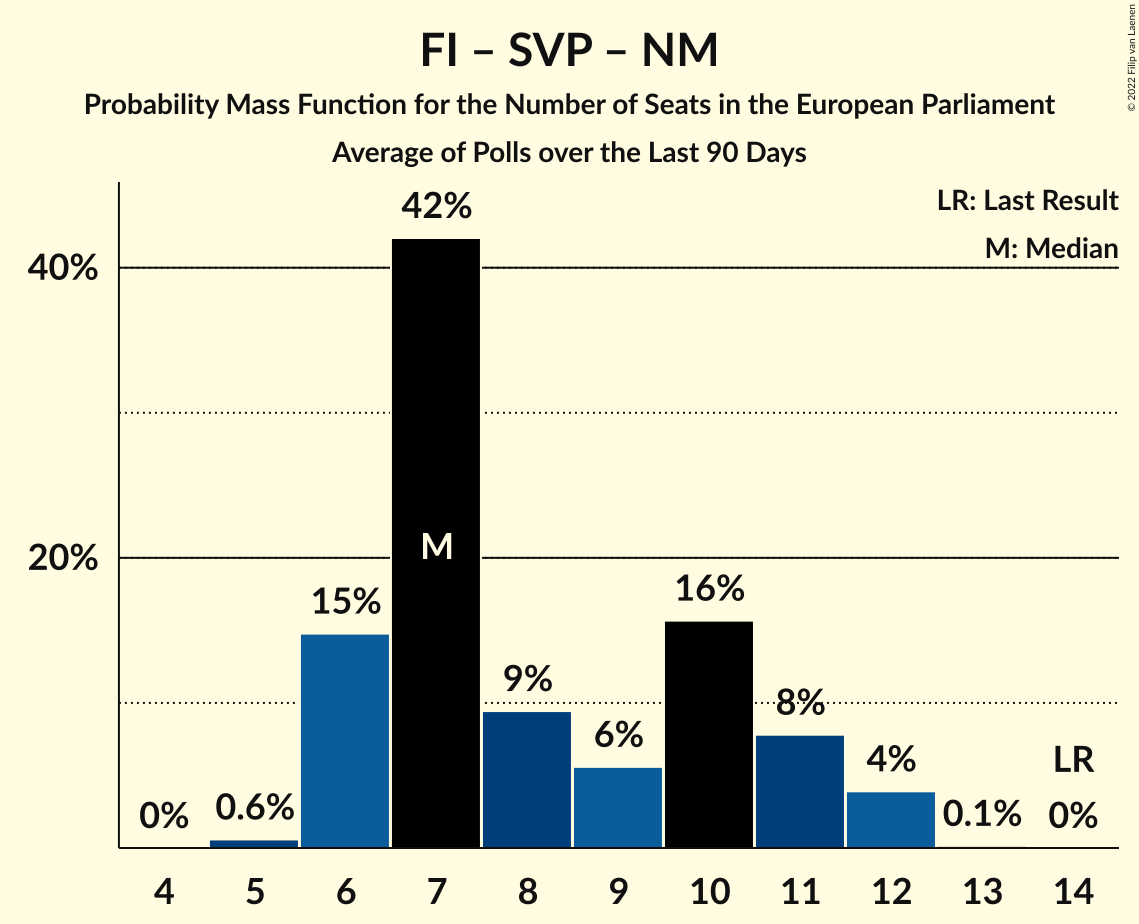 FI – SVP – NM
Probability Mass Function for the Number of Seats in the European Parliament
Average of Polls over the Last 90 Days
© 2022 Filip van Laenen
LR: Last Result
M: Median
40%
20%
0%
0.6%
15%
42%
M
9%
6%
16%
8%
4%
0.1%
LR
0%
4 5 6 7 8 9 10 11 12 13 14